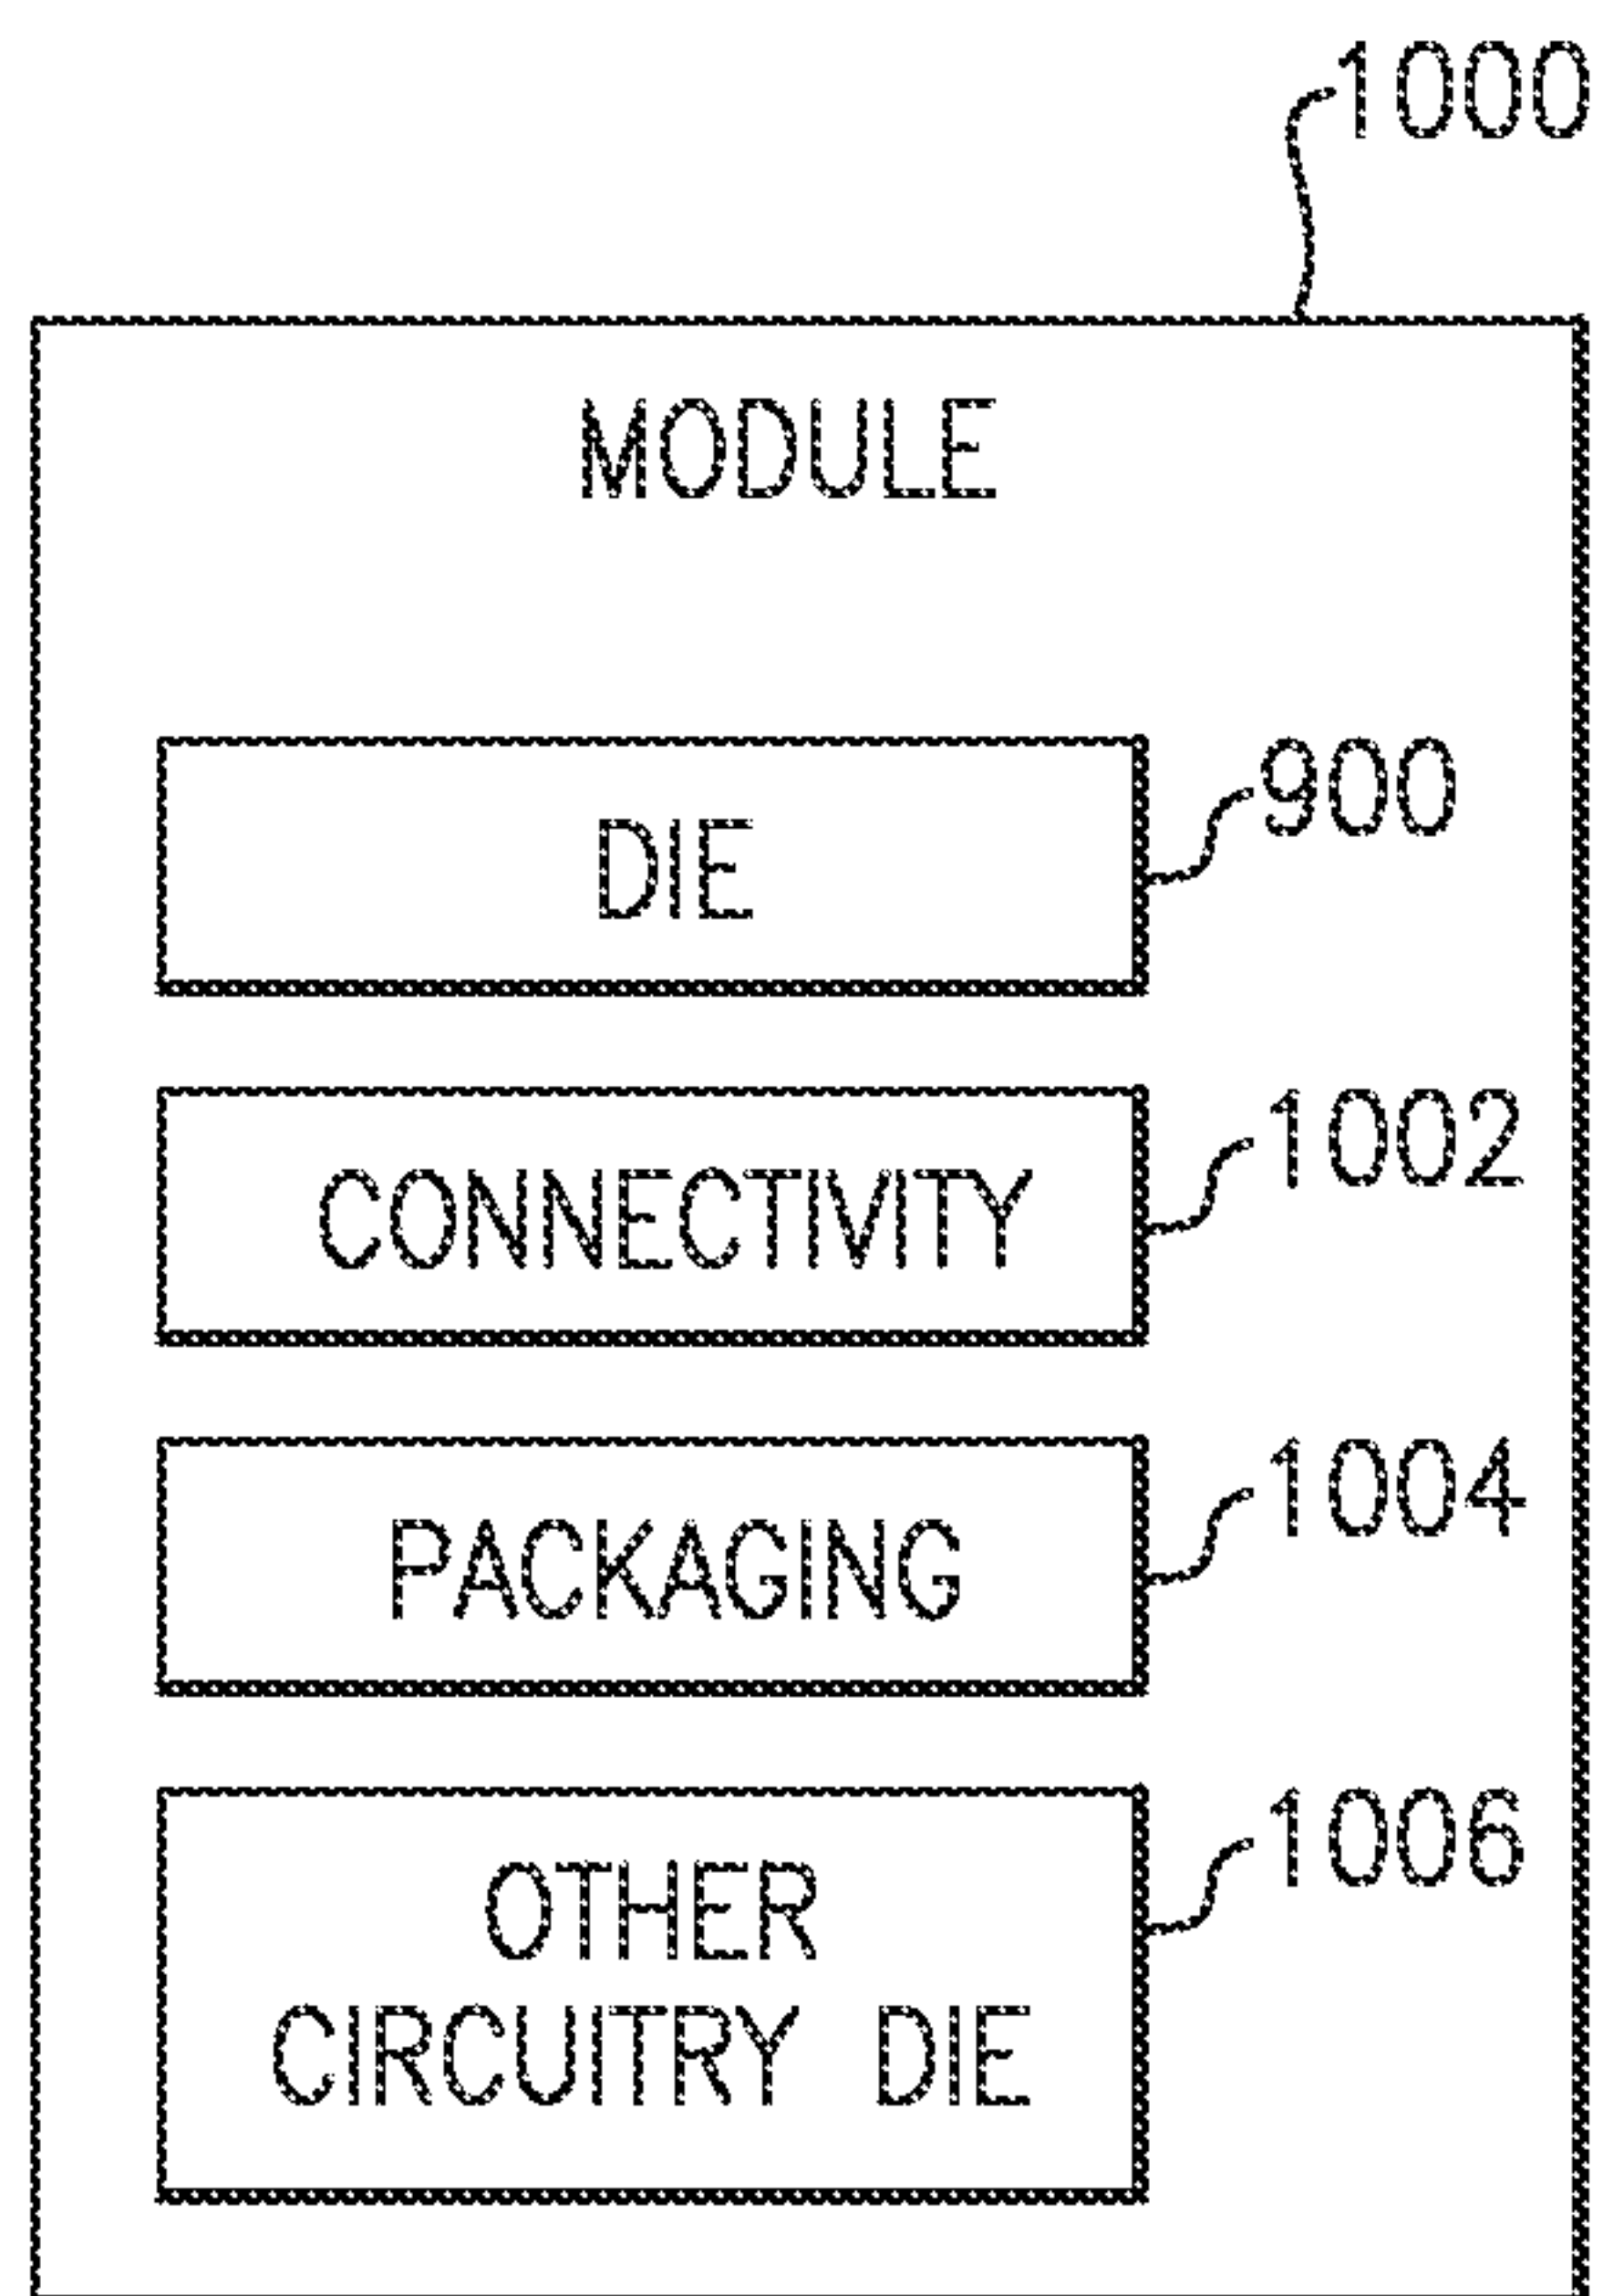 1000
MODULE
DIE
900
CONNECTIVITY
1002
PACKAGING
1004
OTHER
CIRCUITRY DIE
1006